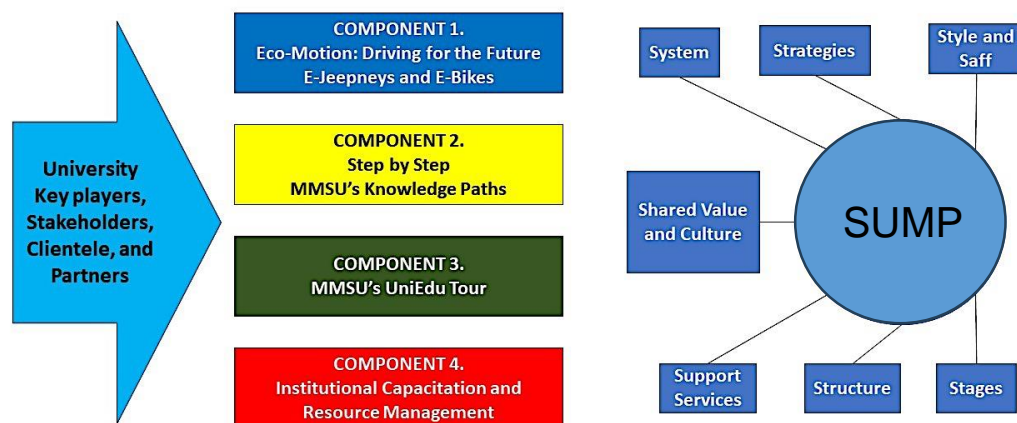 University
Key players,
Stakeholders,
Clientele, and
Partners
COMPONENT 1.
Eco-Motion: Driving for the Future
E-Jeepneys and E-Bikes
COMPONENT 2.
Step by Step
MMSU's Knowledge Paths
COMPONENT 3.
MMSU's UniEdu Tour
COMPONENT 4.
Institutional Capacitation and
Resource Management
System
Strategies
Style and
Saff
Shared Value
and Culture
SUMP
Support
Services
Structure
Stages